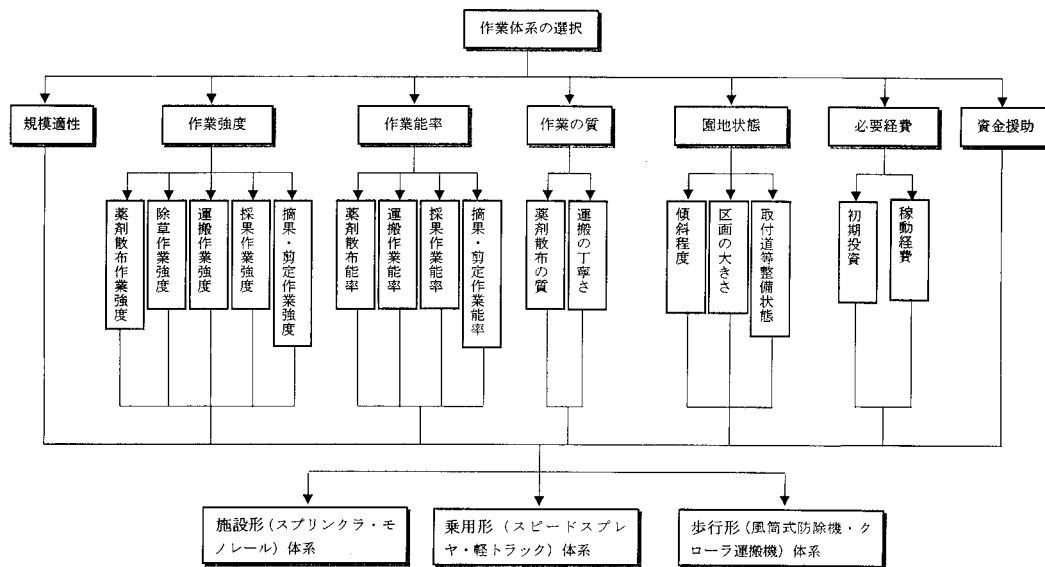 作業体系の選択
規模適性
作業強度
作業能率
作業の質
園地状態
必要経費
資金援助
薬剤散布作業強度
除草作業強度
運搬作業強度
採果作業強度
摘果・剪定作業強度
薬剤散布能率
運搬作業能率
採果作業能率
摘果・剪定作業能率
薬剤散布の質
運搬の丁寧さ
傾斜程度
区画の大きさ
取付道等整備状態
初期投資
稼動経費
施設形(スプリンクラ・モ
ノレール)体系
乗用形(スピードスプレ
ヤ・軽トラック)体系
歩行形(風筒式防除機・ク
ローラ運搬機)体系